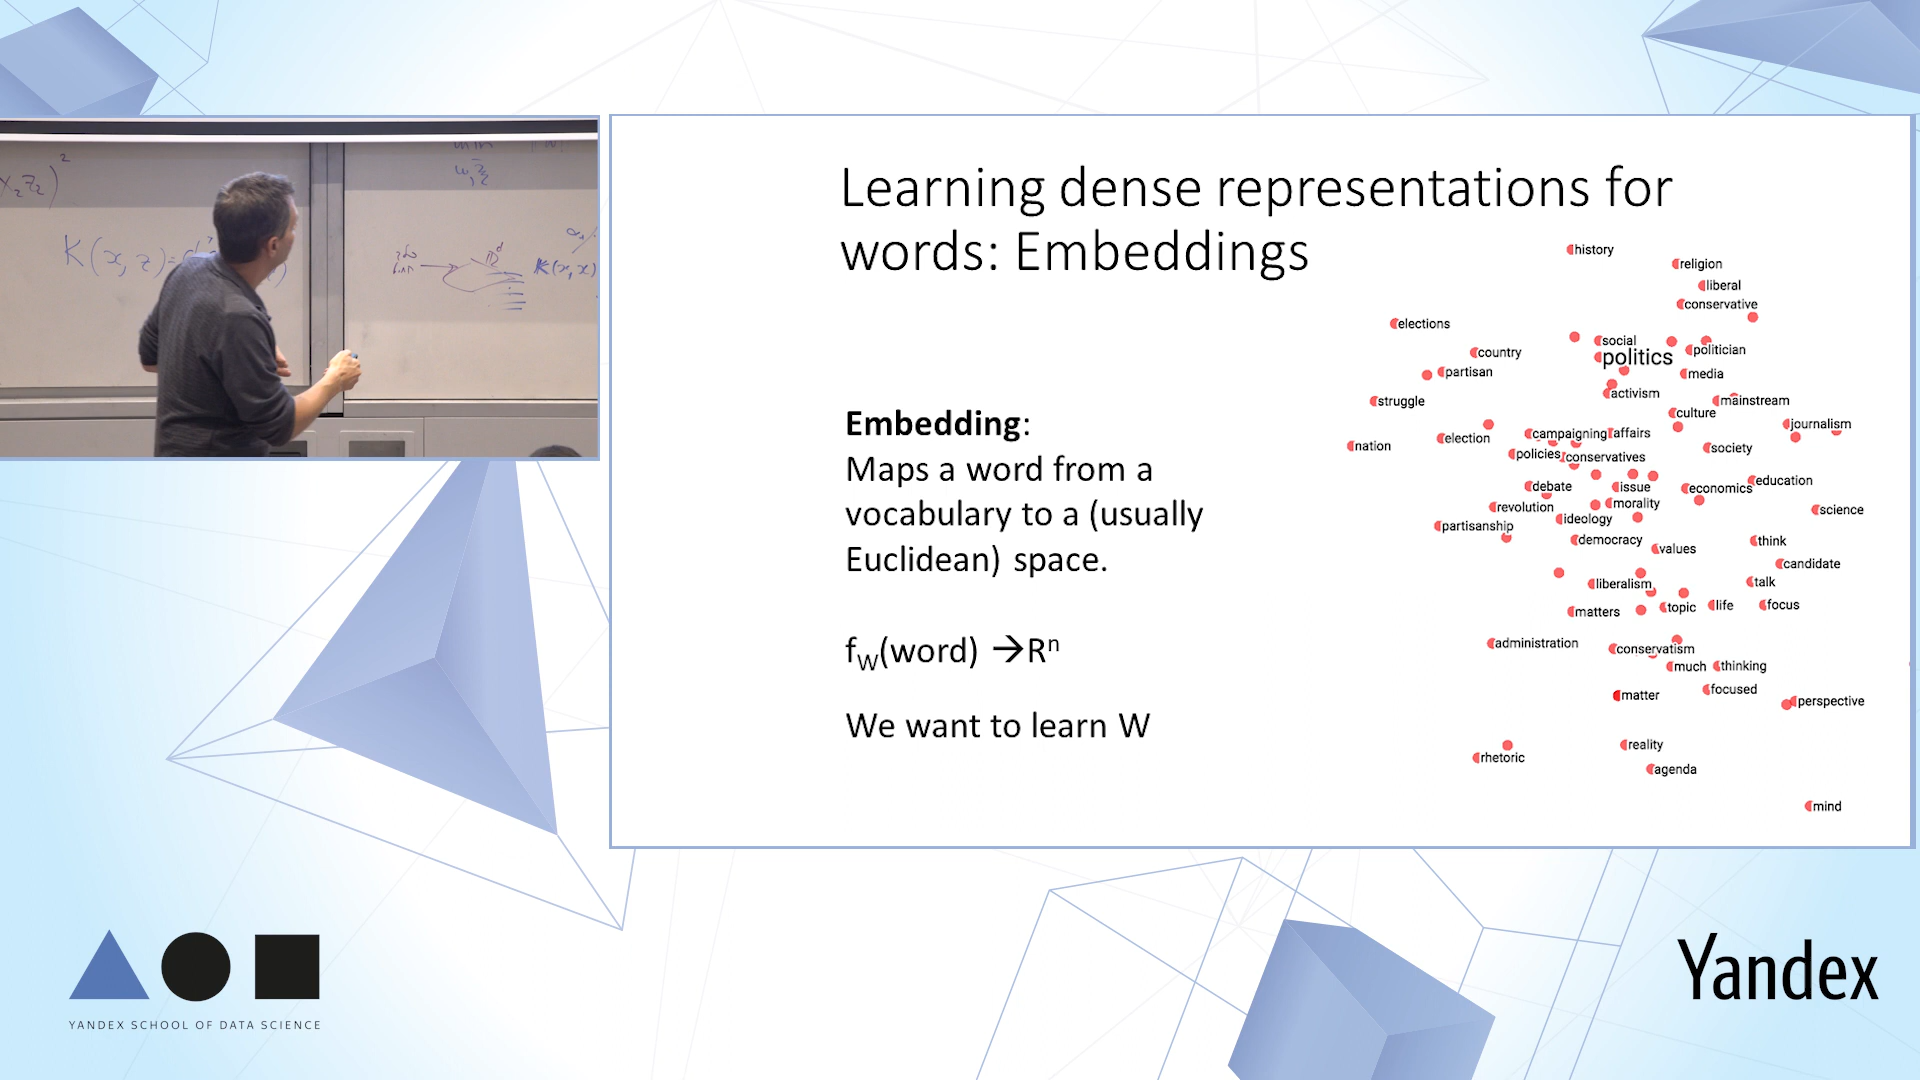 Learning dense representations for
words: Embeddings
Embedding:
Maps a word from a
vocabulary to a (usually
Euclidean) space.
f_W(word) →Rⁿ
We want to learn W
history
religion
liberal
conservative
elections
social
country
politics
politician
partisan
media
activism
struggle
mainstream
culture
journalism
campaigning
affairs
election
nation
society
policies
conservatives
education
debate
issue
economics
revolution
morality
science
ideology
partisanship
democracy
think
values
candidate
liberalism
talk
matters
topic
life
focus
administration
conservatism
much
thinking
focused
matter
perspective
reality
rhetoric
agenda
mind
K(x, z)=
K(x, x)
YANDEX SCHOOL OF DATA SCIENCE
Yandex